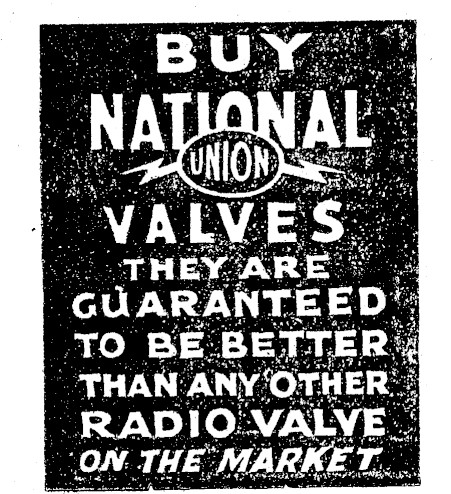 BUY
NATIONAL
UNION
VALVES
THEY ARE
GUARANTEED
TO BE BETTER
THAN ANY OTHER
RADIO VALVE
ON THE MARKET